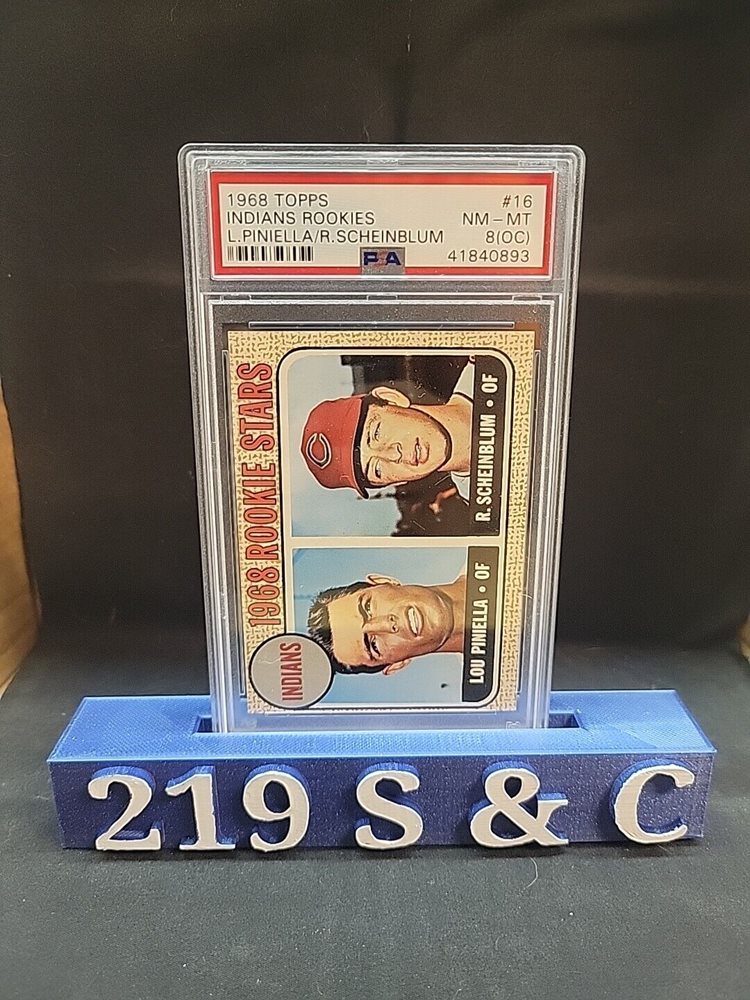 1968 TOPPS #16
INDIANS ROOKIES NM-MT
L.PINIELLA/R.SCHEINBLUM 8(OC)
PSA 41840893
1968 ROOKIE STARS
INDIANS
C
R. SCHEINBLUM • OF
LOU PINIELLA • OF
219 S & C